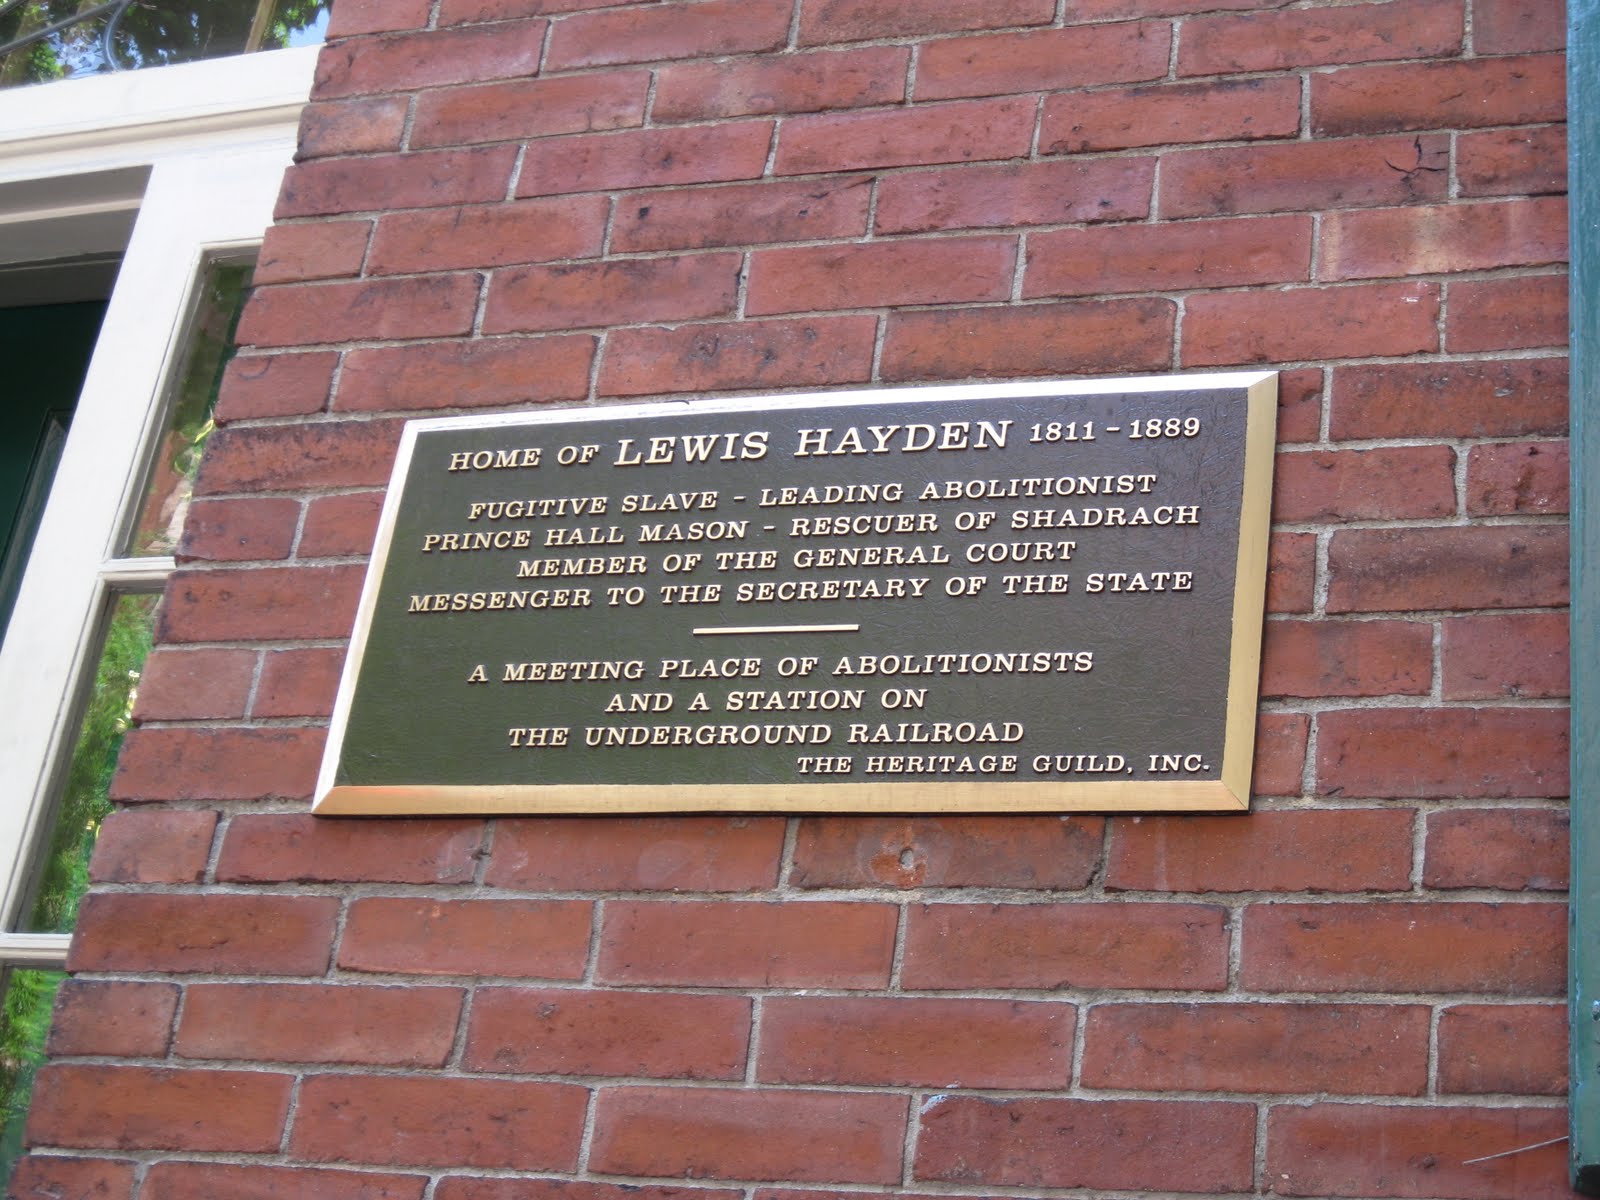 HOME OF LEWIS HAYDEN 1811 - 1889
FUGITIVE SLAVE - LEADING ABOLITIONIST
PRINCE HALL MASON - RESCUER OF SHADRACH
MEMBER OF THE GENERAL COURT
MESSENGER TO THE SECRETARY OF THE STATE
A MEETING PLACE OF ABOLITIONISTS
AND A STATION ON
THE UNDERGROUND RAILROAD
THE HERITAGE GUILD, INC.